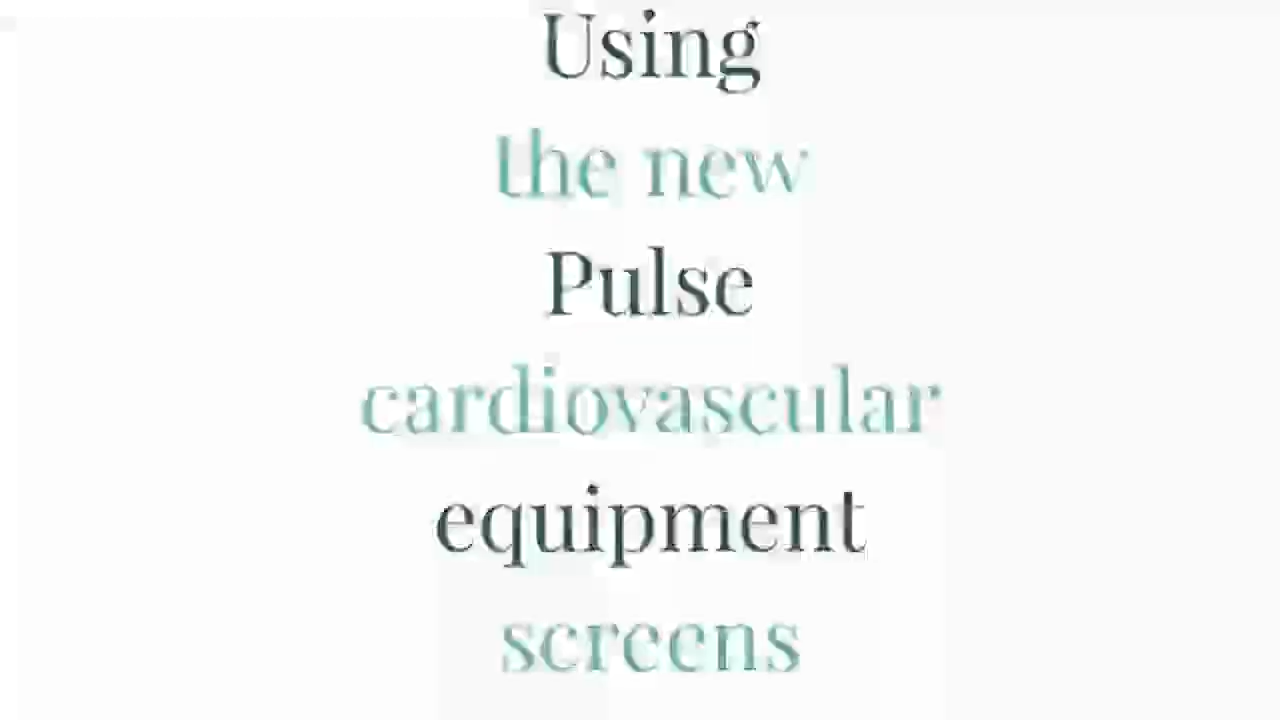 Using
the new
Pulse
cardiovascular
equipment
screens